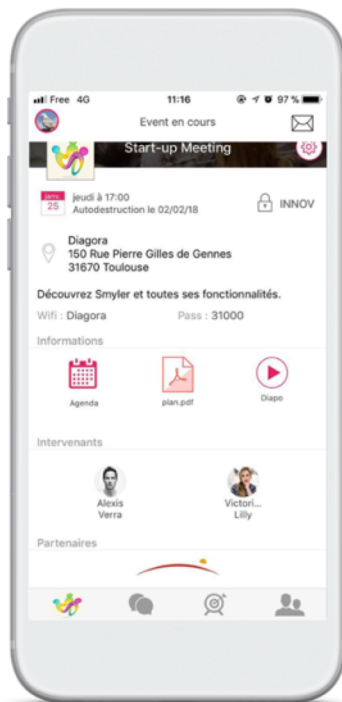 Free 4G 11:16 97 %
Event en cours
Start-up Meeting
JANV.
25
jeudi à 17:00
Autodestruction le 02/02/18
INNOV
Diagora
150 Rue Pierre Gilles de Gennes
31670 Toulouse
Découvrez Smyler et toutes ses fonctionnalités.
Wifi : Diagora Pass : 31000
Informations
Agenda plan.pdf Diapo
Intervenants
Alexis Victori...
Verra Lilly
Partenaires